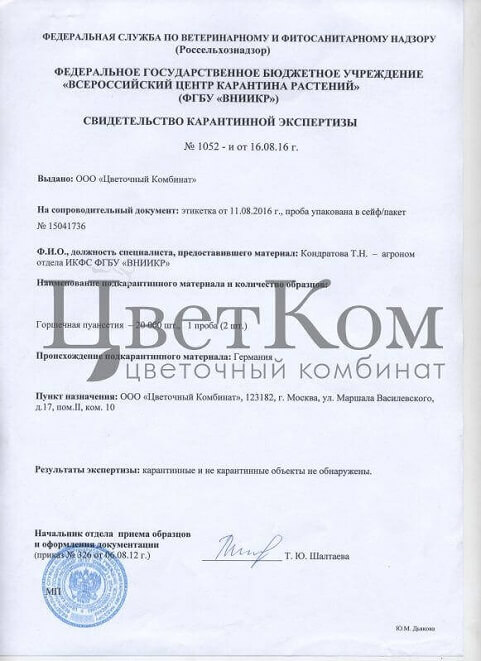 ФЕДЕРАЛЬНАЯ СЛУЖБА ПО ВЕТЕРИНАРНОМУ И ФИТОСАНИТАРНОМУ НАДЗОРУ
(Россельхознадзор)
ФЕДЕРАЛЬНОЕ ГОСУДАРСТВЕННОЕ БЮДЖЕТНОЕ УЧРЕЖДЕНИЕ
«ВСЕРОССИЙСКИЙ ЦЕНТР КАРАНТИНА РАСТЕНИЙ»
(ФГБУ «ВНИИКР»)
СВИДЕТЕЛЬСТВО КАРАНТИННОЙ ЭКСПЕРТИЗЫ
№ 1052 - и от 16.08.16 г.
Выдано: ООО «Цветочный Комбинат»
На сопроводительный документ: этикетка от 11.08.2016 г., проба упакована в сейф/пакет
№ 15041736
Ф.И.О., должность специалиста, предоставившего материал: Кондратова Т.Н. – агроном
отдела ИКФС ФГБУ «ВНИИКР»
Наименование подкарантинного материала и количество образцов:
ЦветКом
Горшечная пуансетия – 20 000 шт., 1 проба (2 шт.)
Происхождение подкарантинного материала: Германия
цветочный комбинат
Пункт назначения: ООО «Цветочный Комбинат», 123182, г. Москва, ул. Маршала Василевского,
д.17, пом.II, ком. 10
Результаты экспертизы: карантинные и не карантинные объекты не обнаружены.
Начальник отдела приема образцов
и оформления документации
(приказ № 326 от 06.08.12 г.) Т. Ю. Шалтаева
МП
Ю.М. Дьякова